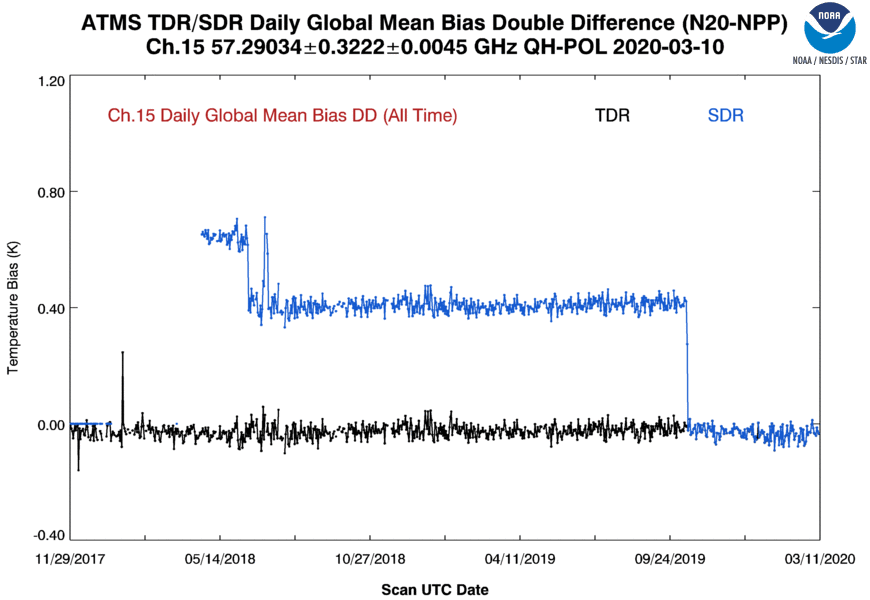 ATMS TDR/SDR Daily Global Mean Bias Double Difference (N20-NPP)
Ch.15 57.29034±0.3222±0.0045 GHz QH-POL 2020-03-10
NOAA
NOAA / NESDIS / STAR
Ch.15 Daily Global Mean Bias DD (All Time) TDR SDR
1.20
0.80
0.40
0.00
-0.40
Temperature Bias (K)
11/29/2017 05/14/2018 10/27/2018 04/11/2019 09/24/2019 03/11/2020
Scan UTC Date